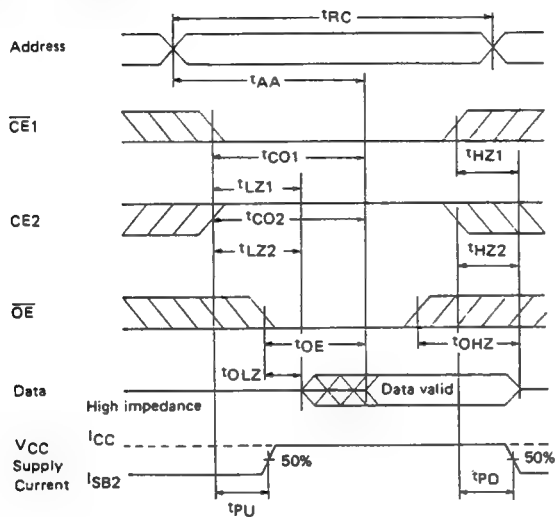 tRC
Address
tAA
CE1
tCO1
tHZ1
tLZ1
CE2
tCO2
tHZ2
tLZ2
OE
tOE
tOHZ
tOLZ
Data
Data valid
High impedance
ICC
VCC
Supply
Current
50%
50%
ISB2
tPU
tPD